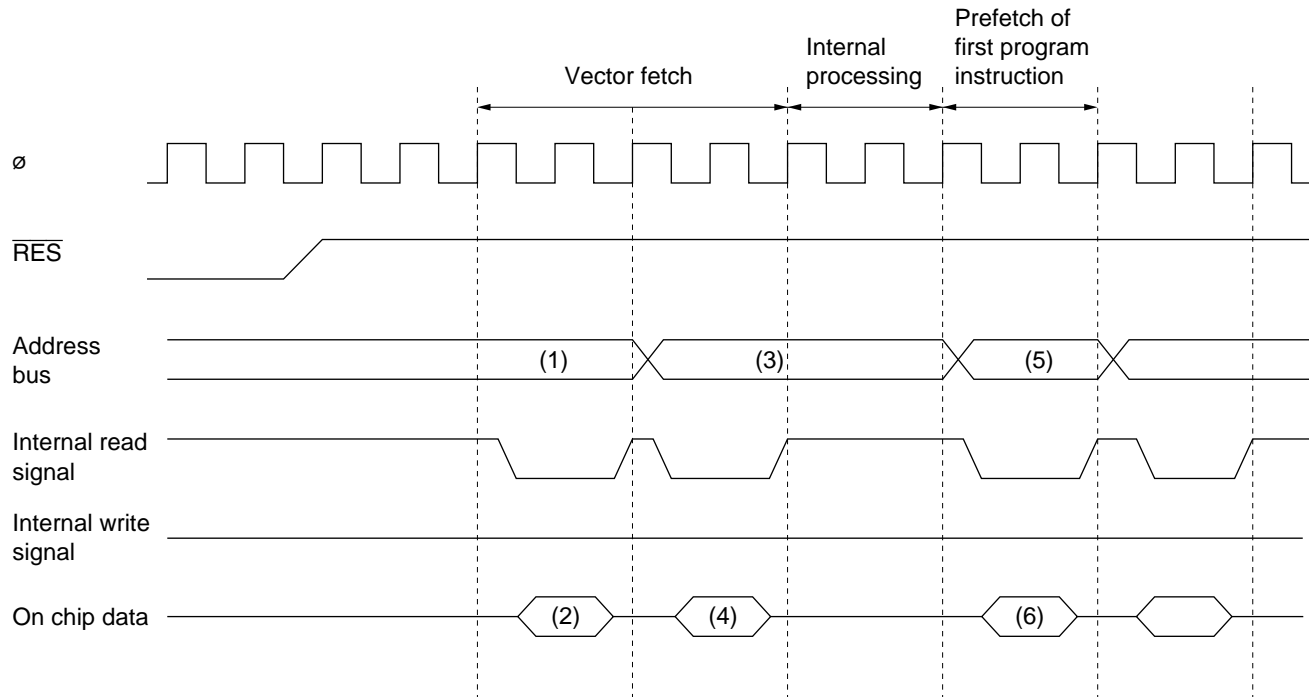 Prefetch of
Internal first program
Vector fetch processing instruction
ø
RES
Address
bus
(1) (3) (5)
Internal read
signal
Internal write
signal
On chip data (2) (4) (6)